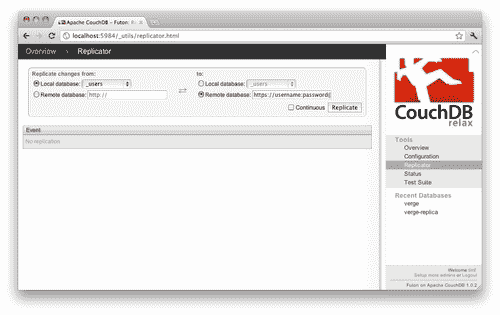 Apache CouchDB – Futon: Re
localhost:5984/_utils/replicator.html
Overview › Replicator
Replicate changes from: to:
Local database: _users Local database: _users
Remote database: http:// Remote database: https://username:password@
Continuous Replicate
Event
No replication
CouchDB
relax
Tools
Overview
Configuration
Replicator
Status
Test Suite
Recent Databases
verge
verge-replica
Welcome
Setup more admins or Logout
Futon on Apache CouchDB 1.0.2